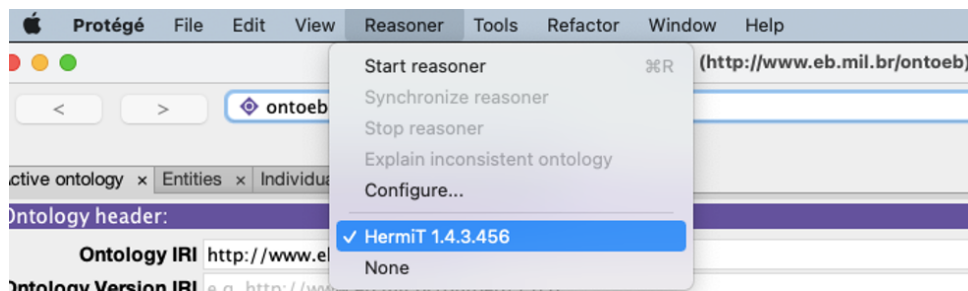 Protégé File Edit View Reasoner Tools Refactor Window Help
(http://www.eb.mil.br/ontoeb)
Start reasoner ⌘R
Synchronize reasoner
Stop reasoner
Explain inconsistent ontology
Configure...
✓ HermiT 1.4.3.456
None
< > ontoeb
ctive ontology × Entities × Individua
Ontology header:
Ontology IRI http://www.el
Ontology Version IRI e.g. http://www